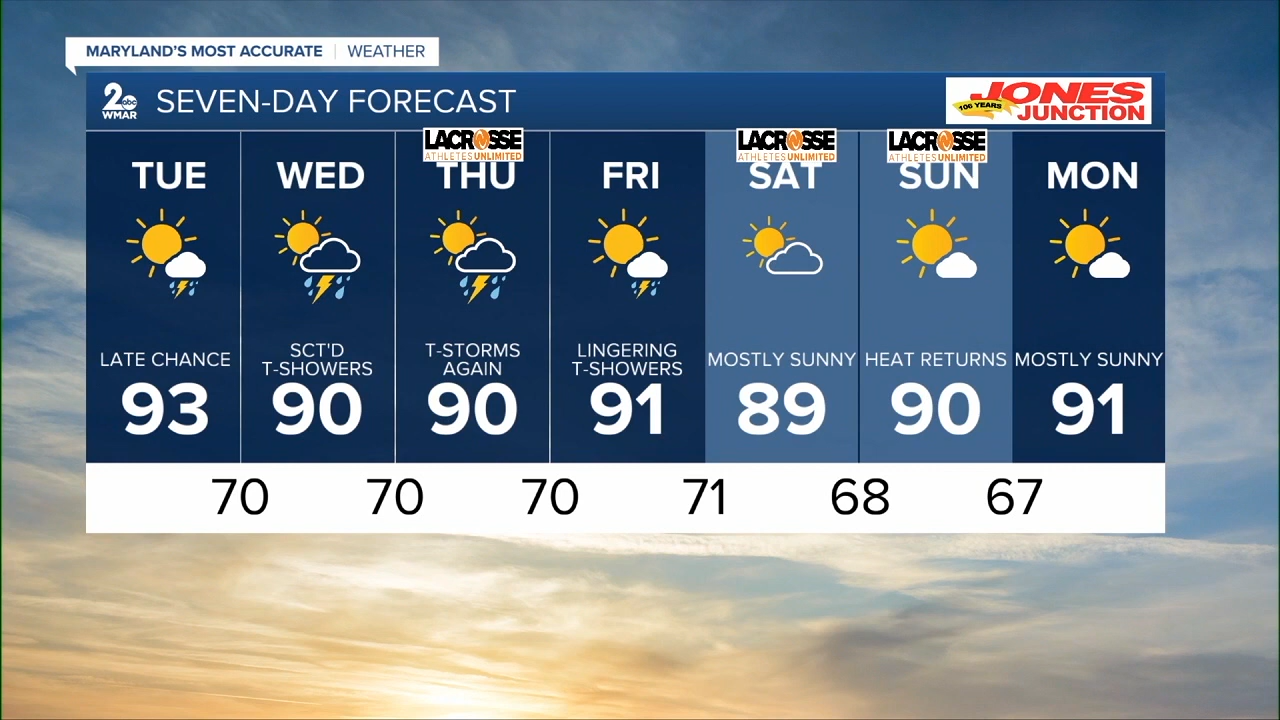 MARYLAND'S MOST ACCURATE | WEATHER
2 abc
WMAR
SEVEN-DAY FORECAST
JONES
106 YEARS
JUNCTION
LACROSSE
ATHLETES UNLIMITED
LACROSSE
ATHLETES UNLIMITED
LACROSSE
ATHLETES UNLIMITED
TUE WED THU FRI SAT SUN MON
LATE CHANCE
SCT'D
T-SHOWERS
T-STORMS
AGAIN
LINGERING
T-SHOWERS
MOSTLY SUNNY
HEAT RETURNS
MOSTLY SUNNY
93 90 90 91 89 90 91
70 70 70 71 68 67